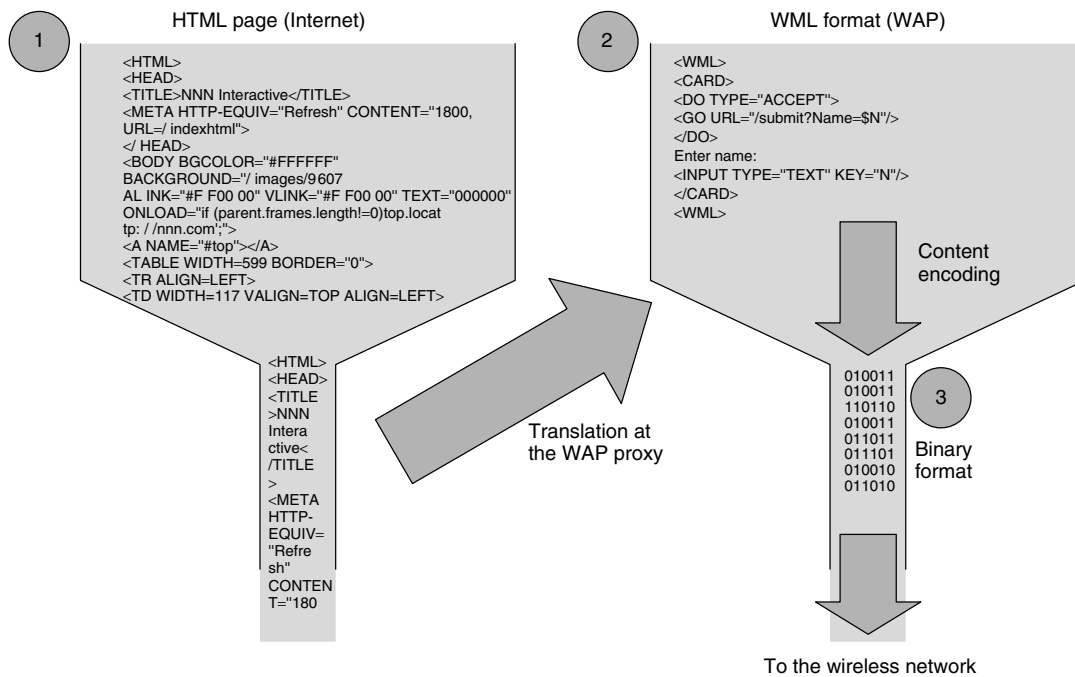 1
HTML page (Internet)
<HTML>
<HEAD>
<TITLE>NNN Interactive</TITLE>
<META HTTP-EQUIV="Refresh" CONTENT="1800,
URL=/ indexhtml">
</ HEAD>
<BODY BGCOLOR="#FFFFFF"
BACKGROUND="/ images/9607
AL INK="#F F00 00" VLINK="#F F00 00" TEXT="000000"
ONLOAD="if (parent.frames.length!=0)top.locat
tp: / /nnn.com';">
<A NAME="#top"></A>
<TABLE WIDTH=599 BORDER="0">
<TR ALIGN=LEFT>
<TD WIDTH=117 VALIGN=TOP ALIGN=LEFT>
<HTML>
<HEAD>
<TITLE
>NNN
Intera
ctive<
/TITLE
>
<META
HTTP-
EQUIV=
"Refre
sh"
CONTEN
T="180
Translation at
the WAP proxy
2
WML format (WAP)
<WML>
<CARD>
<DO TYPE="ACCEPT">
<GO URL="/submit?Name=$N"/>
</DO>
Enter name:
<INPUT TYPE="TEXT" KEY="N"/>
</CARD>
<WML>
Content
encoding
010011
010011
110110
010011
011011
011101
010010
011010
3
Binary
format
To the wireless network